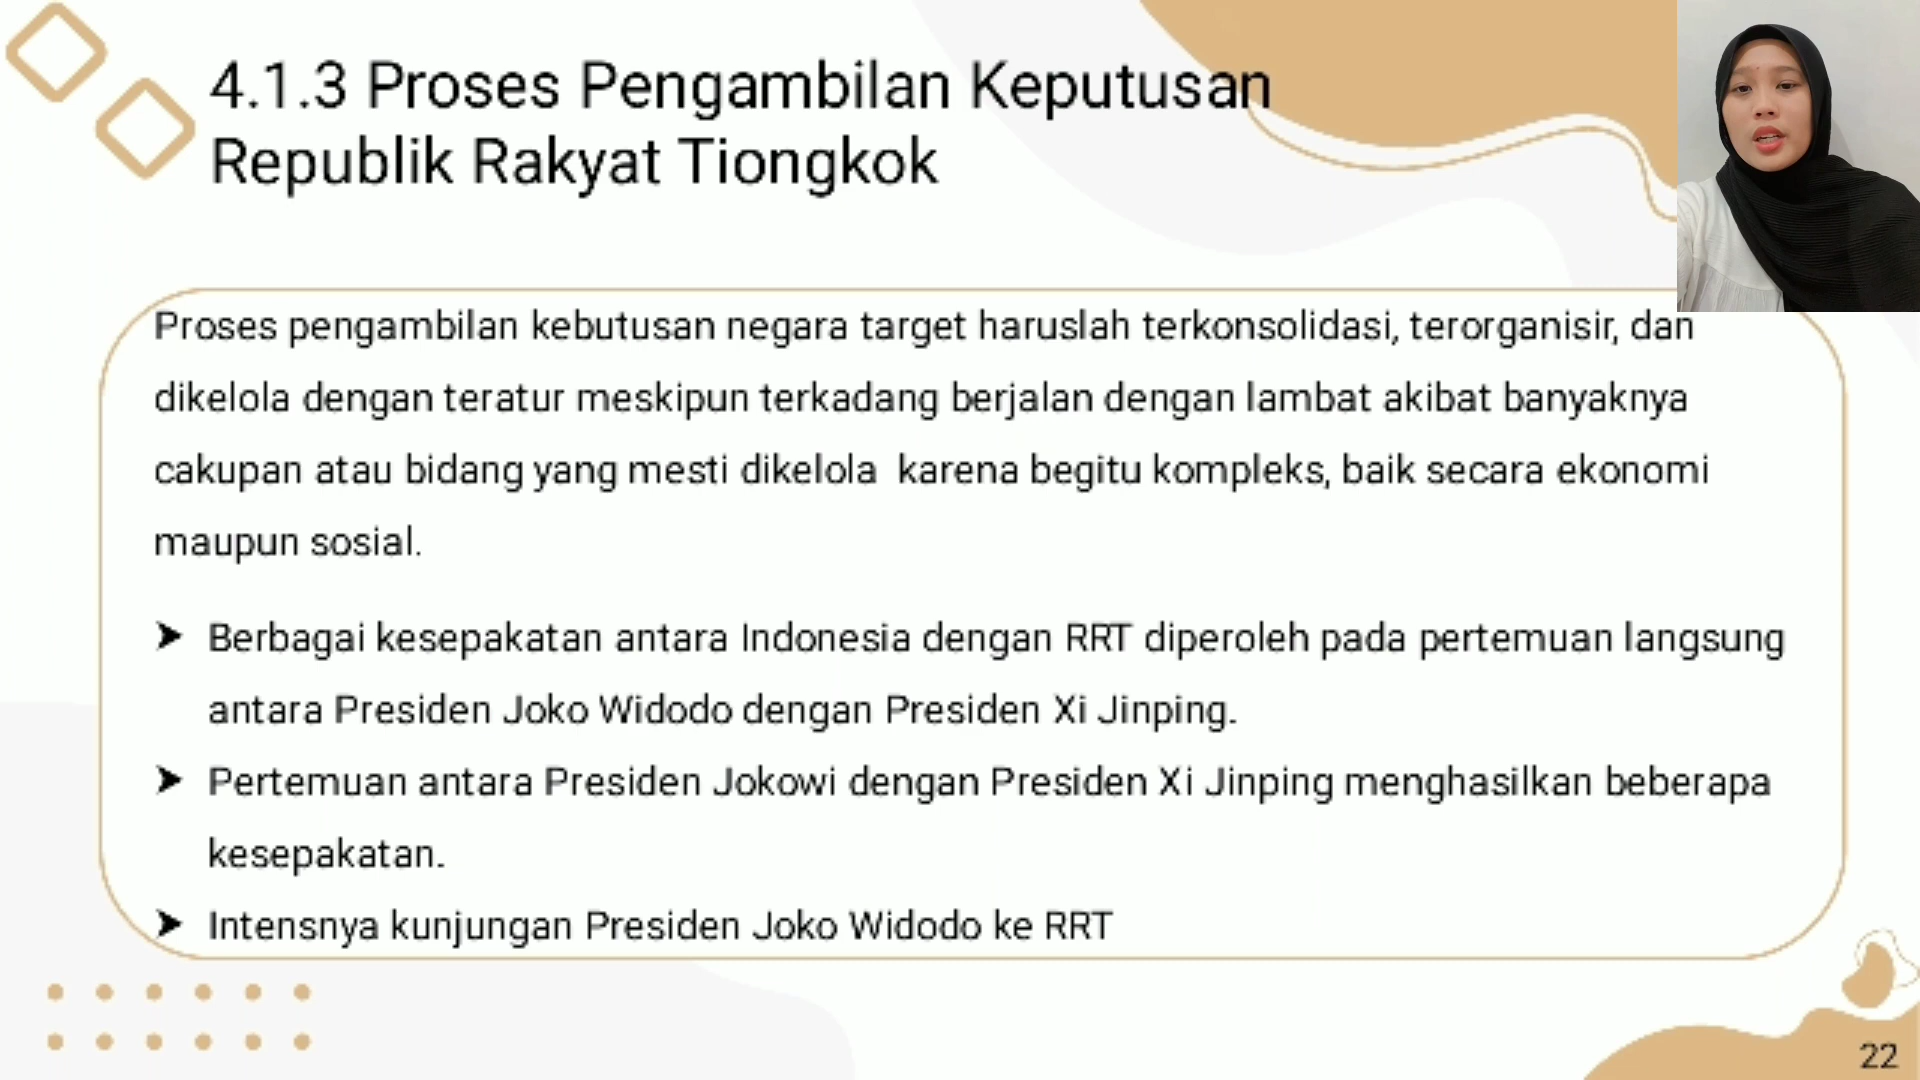 4.1.3 Proses Pengambilan Keputusan
Republik Rakyat Tiongkok
Proses pengambilan kebutusan negara target haruslah terkonsolidasi, terorganisir, dan
dikelola dengan teratur meskipun terkadang berjalan dengan lambat akibat banyaknya
cakupan atau bidang yang mesti dikelola karena begitu kompleks, baik secara ekonomi
maupun sosial.
➤ Berbagai kesepakatan antara Indonesia dengan RRT diperoleh pada pertemuan langsung
antara Presiden Joko Widodo dengan Presiden Xi Jinping.
➤ Pertemuan antara Presiden Jokowi dengan Presiden Xi Jinping menghasilkan beberapa
kesepakatan.
➤ Intensnya kunjungan Presiden Joko Widodo ke RRT
22